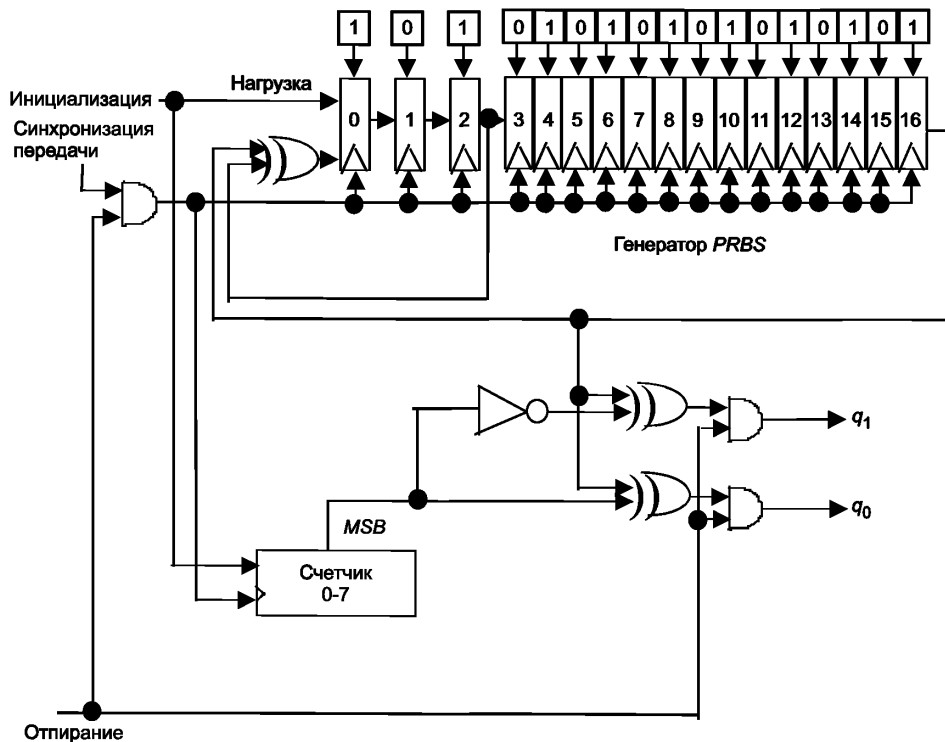 1 0 1 0 1 0 1 0 1 0 1 0 1 0 1 0 1
Нагрузка
Инициализация
0 1 2 3 4 5 6 7 8 9 10 11 12 13 14 15 16
Синхронизация
передачи
Генератор PRBS
q1
q0
MSB
Счетчик
0-7
Отпирание